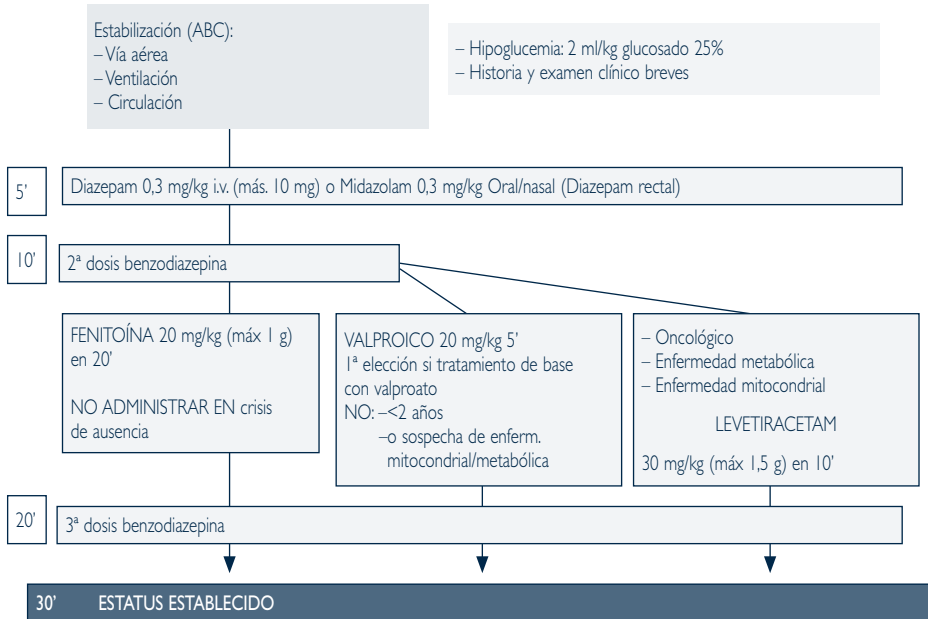 Estabilización (ABC):
– Vía aérea
– Ventilación
– Circulación
– Hipoglucemia: 2 ml/kg glucosado 25%
– Historia y examen clínico breves
5'
Diazepam 0,3 mg/kg i.v. (más. 10 mg) o Midazolam 0,3 mg/kg Oral/nasal (Diazepam rectal)
10'
2ª dosis benzodiazepina
FENITOÍNA 20 mg/kg (máx 1 g)
en 20'
NO ADMINISTRAR EN crisis
de ausencia
VALPROICO 20 mg/kg 5'
1ª elección si tratamiento de base
con valproato
NO: –<2 años
–o sospecha de enferm.
mitocondrial/metabólica
– Oncológico
– Enfermedad metabólica
– Enfermedad mitocondrial
LEVETIRACETAM
30 mg/kg (máx 1,5 g) en 10'
20'
3ª dosis benzodiazepina
30' ESTATUS ESTABLECIDO